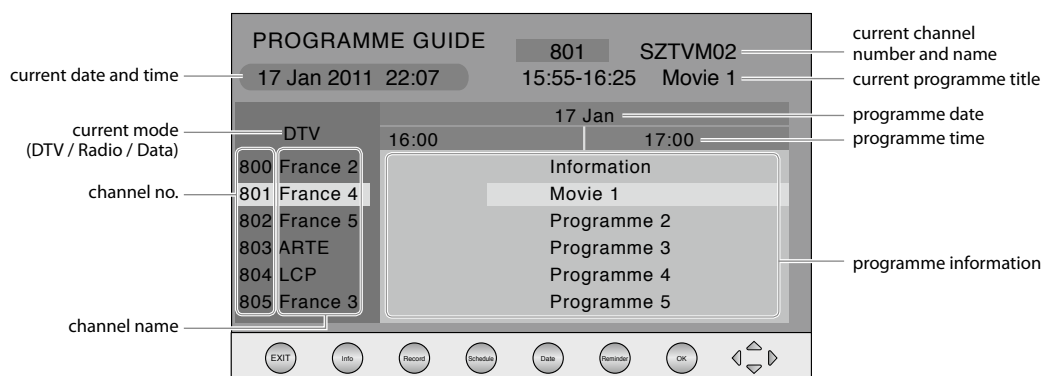 PROGRAMME GUIDE
801 SZTVM02
current channel
number and name
current date and time
17 Jan 2011 22:07
15:55-16:25 Movie 1
current programme title
17 Jan
programme date
current mode
(DTV / Radio / Data)
DTV
16:00
17:00
programme time
800 France 2
Information
channel no.
801 France 4
Movie 1
802 France 5
Programme 2
803 ARTE
Programme 3
804 LCP
Programme 4
programme information
805 France 3
Programme 5
channel name
EXIT
Info
Record
Schedule
Date
Reminder
OK